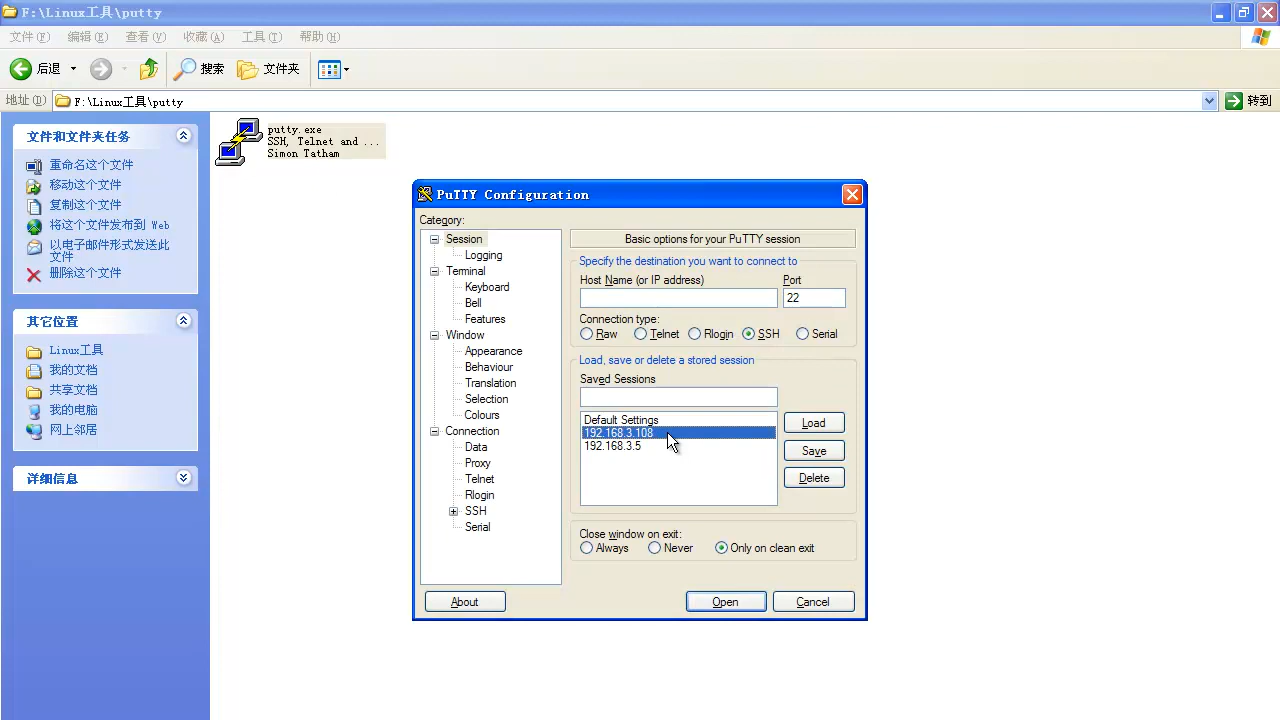 F:\Linux工具\putty
文件(F) 编辑(E) 查看(V) 收藏(A) 工具(T) 帮助(H)
后退 搜索 文件夹
地址(D) F:\Linux工具\putty 转到
文件和文件夹任务
重命名这个文件
移动这个文件
复制这个文件
将这个文件发布到 Web
以电子邮件形式发送此
文件
删除这个文件
其它位置
Linux工具
我的文档
共享文档
我的电脑
网上邻居
详细信息
putty.exe
SSH, Telnet and ...
Simon Tatham
PuTTY Configuration
Category:
Session
Logging
Terminal
Keyboard
Bell
Features
Window
Appearance
Behaviour
Translation
Selection
Colours
Connection
Data
Proxy
Telnet
Rlogin
SSH
Serial
Basic options for your PuTTY session
Specify the destination you want to connect to
Host Name (or IP address) Port
22
Connection type:
Raw Telnet Rlogin SSH Serial
Load, save or delete a stored session
Saved Sessions
Default Settings
192.168.3.108
192.168.3.5
Load
Save
Delete
Close window on exit:
Always Never Only on clean exit
About Open Cancel